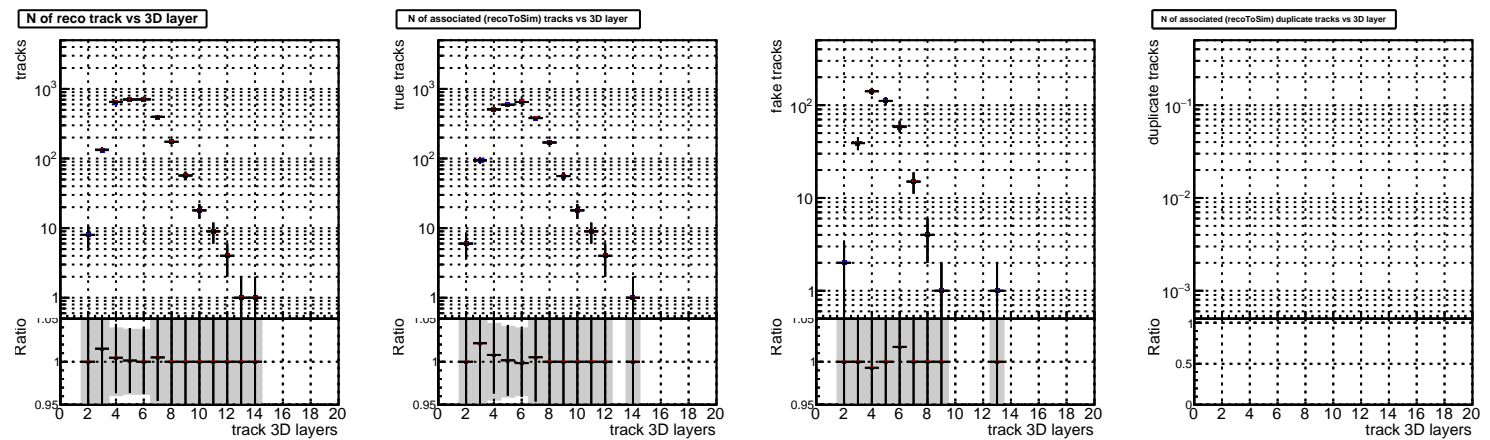 N of reco track vs 3D layer
tracks
10³
10²
10
1
Ratio
1.05
1
0.95
0 2 4 6 8 10 12 14 16 18 20
track 3D layers
N of associated (recoToSim) tracks vs 3D layer
true tracks
10³
10²
10
1
Ratio
1.05
1
0.95
0 2 4 6 8 10 12 14 16 18 20
track 3D layers
fake tracks
10²
10
1
Ratio
1.05
1
0.95
0 2 4 6 8 10 12 14 16 18 20
track 3D layers
N of associated (recoToSim) duplicate tracks vs 3D layer
duplicate tracks
10⁻¹
10⁻²
10⁻³
Ratio
1
0.5
0
0 2 4 6 8 10 12 14 16 18 20
track 3D layers